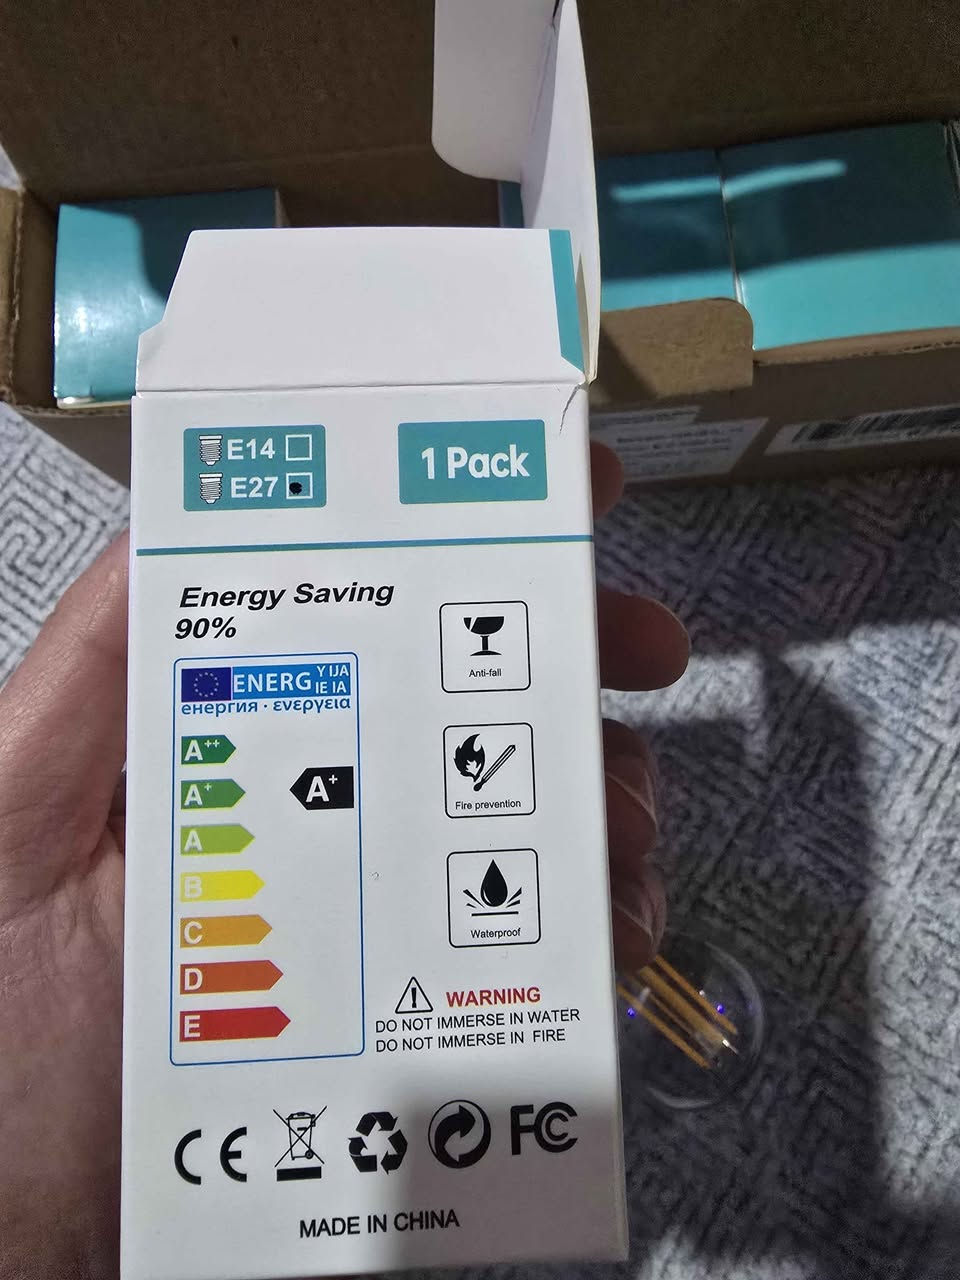 E14
E27
1 Pack
Energy Saving
90%
ENERG Y IJA
IE IA
енергия · ενεργεια
A++
A+
A+
A
B
C
D
E
Anti-fall
Fire prevention
Waterproof
WARNING
DO NOT IMMERSE IN WATER
DO NOT IMMERSE IN FIRE
CE
FC
MADE IN CHINA